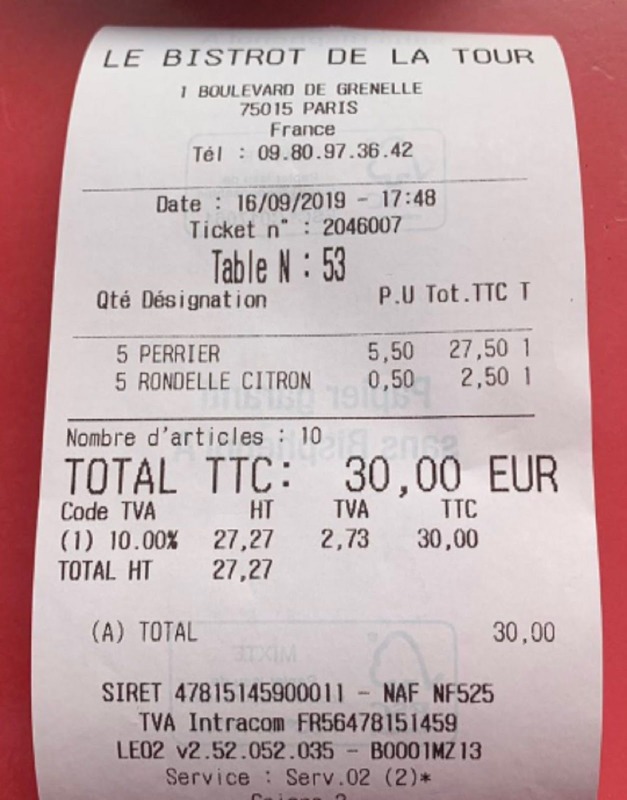 LE BISTROT DE LA TOUR
1 BOULEVARD DE GRENELLE
75015 PARIS
France
Tél : 09.80.97.36.42
Date : 16/09/2019 - 17:48
Ticket n° : 2046007
Table N : 53
Qté Désignation P.U Tot.TTC T
5 PERRIER 5,50 27,50 1
5 RONDELLE CITRON 0,50 2,50 1
Nombre d'articles : 10
TOTAL TTC: 30,00 EUR
Code TVA HT TVA TTC
(1) 10.00% 27,27 2,73 30,00
TOTAL HT 27,27
(A) TOTAL 30,00
SIRET 47815145900011 - NAF NF525
TVA Intracom FR56478151459
LEO2 v2.52.052.035 - B0001MZ13
Service : Serv.02 (2)*